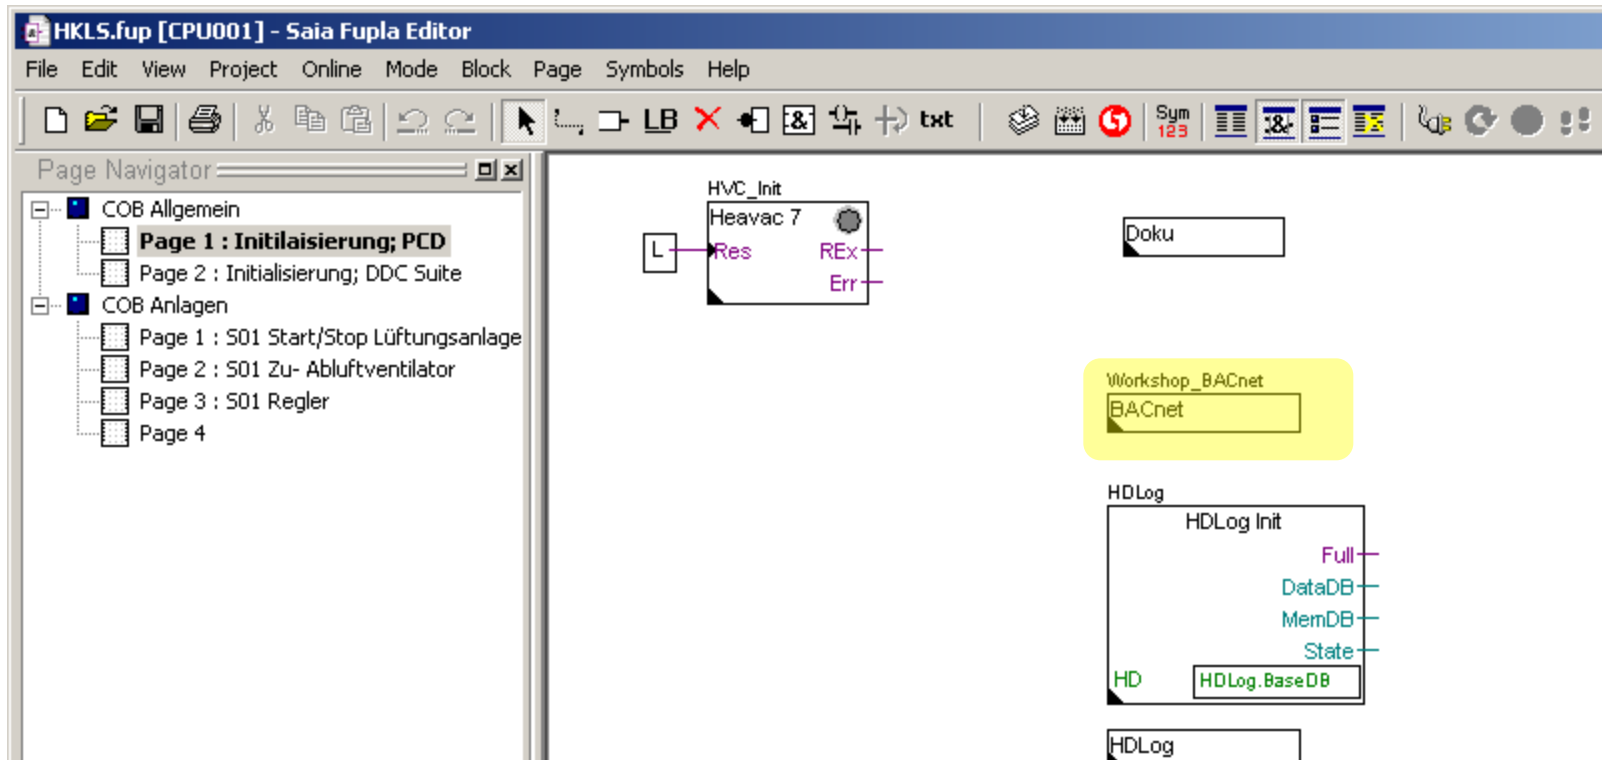 HKLS.fup [CPU001] - Saia Fupla Editor
File Edit View Project Online Mode Block Page Symbols Help
LB & txt Sym 123 &
Page Navigator
COB Allgemein
Page 1 : Initilaisierung; PCD
Page 2 : Initialisierung; DDC Suite
COB Anlagen
Page 1 : S01 Start/Stop Lüftungsanlage
Page 2 : S01 Zu- Abluftventilator
Page 3 : S01 Regler
Page 4
HVC_Init
Heavac 7
L
Res REx
Err
Doku
Workshop_BACnet
BACnet
HDLog
HDLog Init
Full
DataDB
MemDB
State
HD HDLog.BaseDB
HDLog